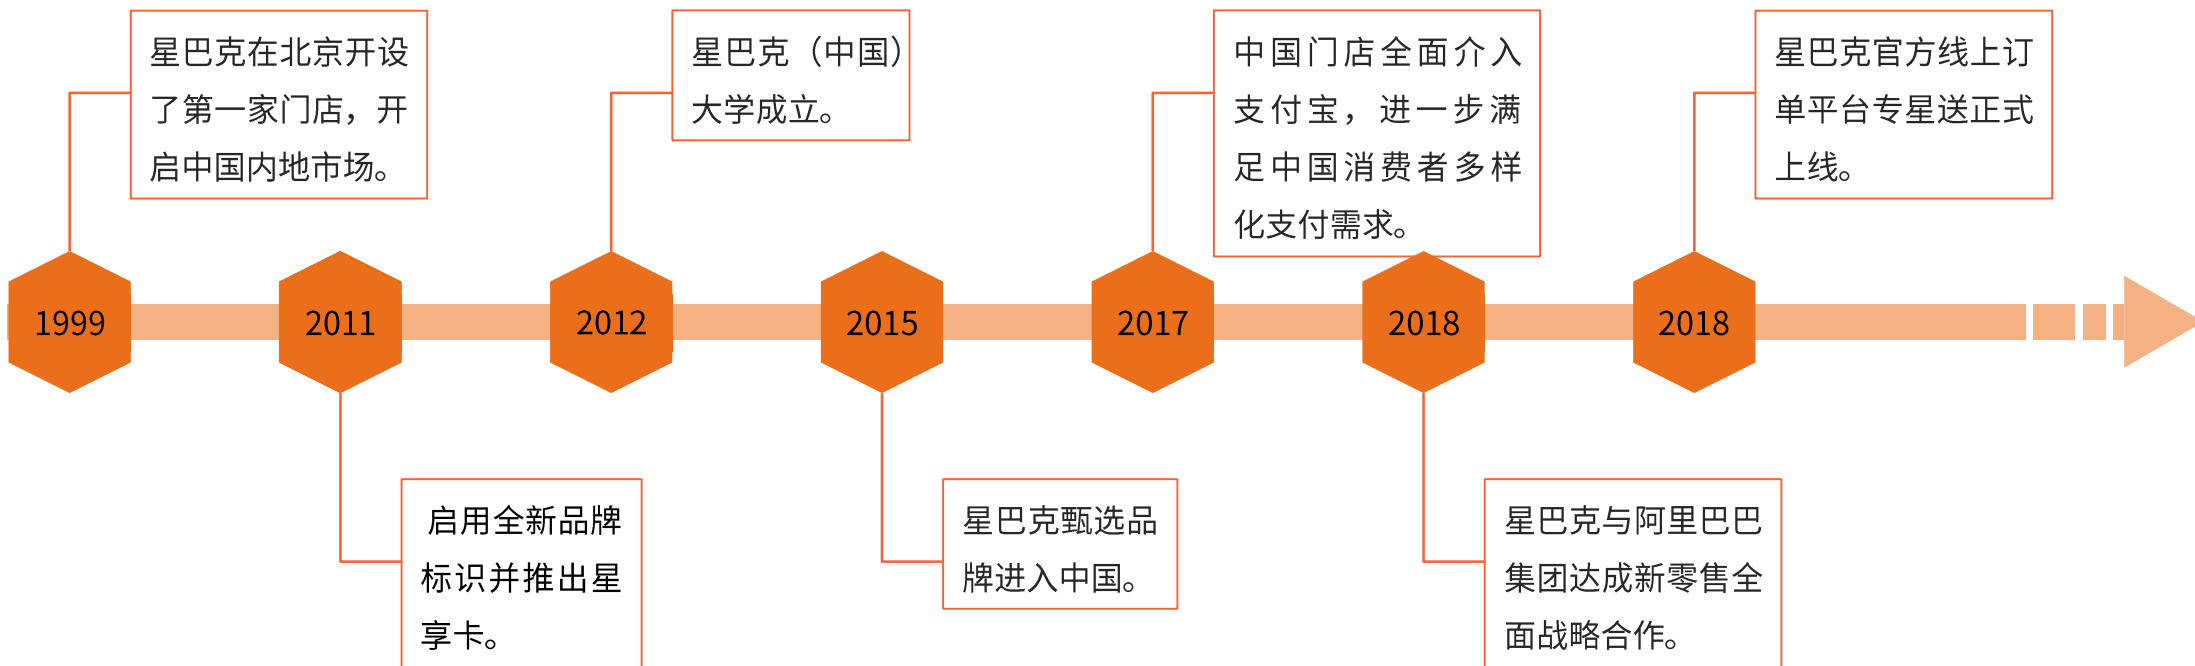 星巴克在北京开设
了第一家门店，开
启中国内地市场。
星巴克（中国）
大学成立。
中国门店全面介入
支付宝，进一步满
足中国消费者多样
化支付需求。
星巴克官方线上订
单平台专星送正式
上线。
1999
2011
2012
2015
2017
2018
2018
启用全新品牌
标识并推出星
享卡。
星巴克甄选品
牌进入中国。
星巴克与阿里巴巴
集团达成新零售全
面战略合作。